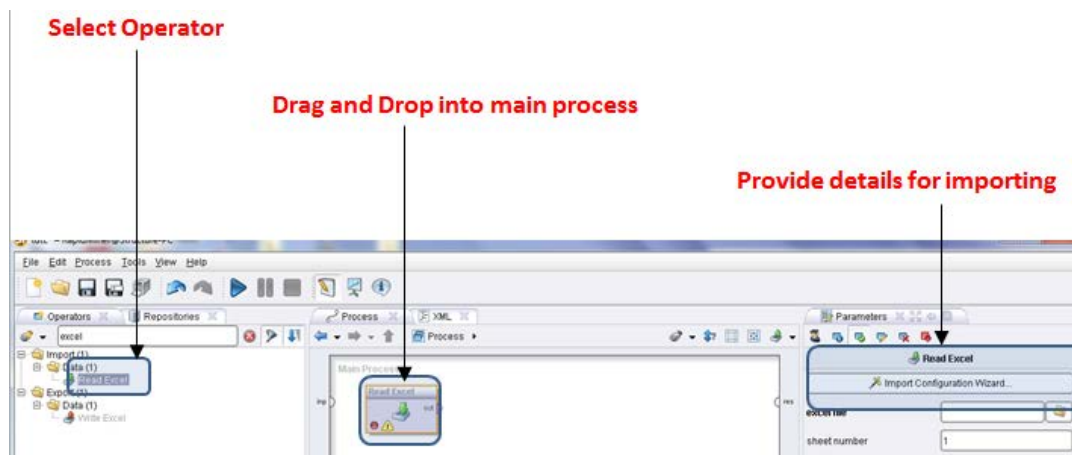 Select Operator
Drag and Drop into main process
Provide details for importing
File Edit Process Tools View Help
Operators Repositories
Process XML
Parameters
excel
Process
Read Excel
Import Configuration Wizard...
Import (1)
Data (1)
Read Excel
Export (1)
Data (1)
Write Excel
Main Process
Read Excel
out
inp
res
excel file
sheet number 1